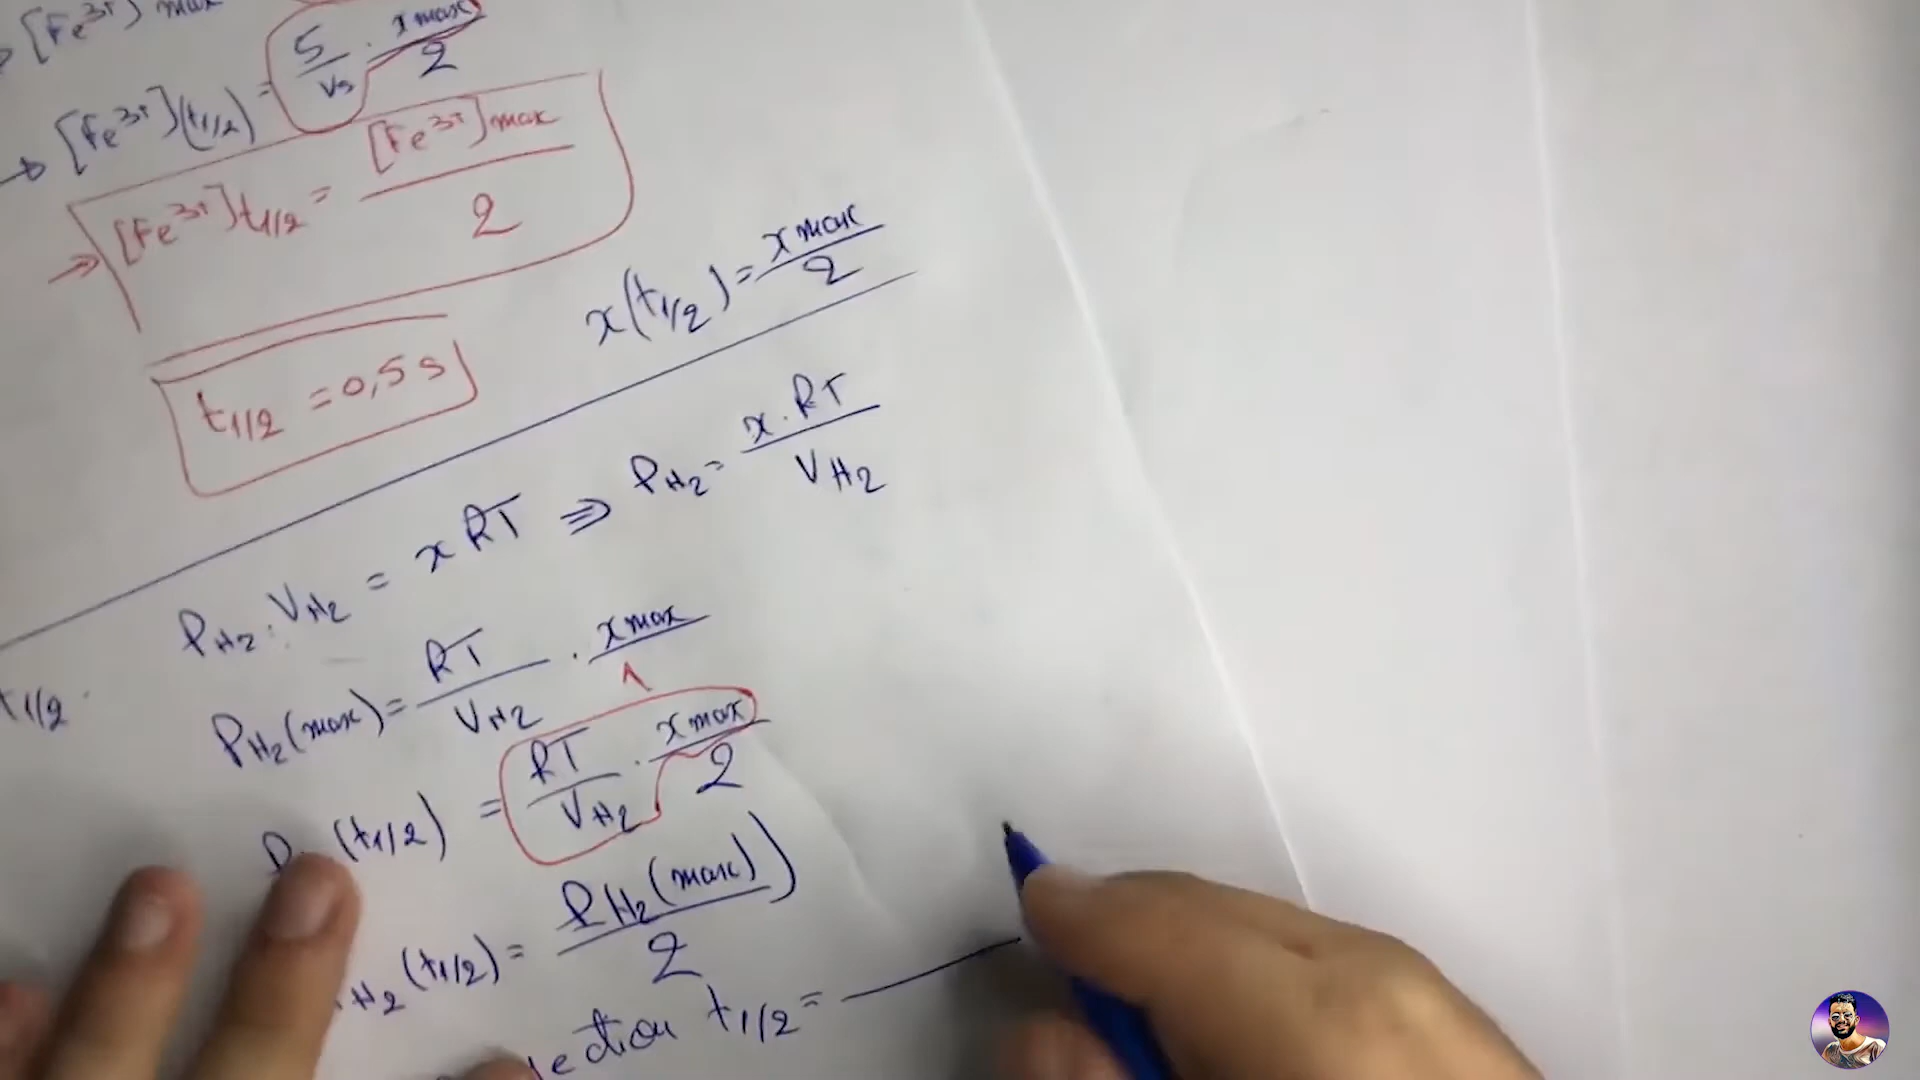 [Fe³⁺] max
→ [Fe³⁺](t1/2) = 5/Vs . xmax/2
→ [Fe³⁺]t1/2 = [Fe³⁺]max/2
x(t1/2) = xmax/2
t1/2 = 0,5 s
PH2 . VH2 = x RT ⇒ PH2 = x . RT/VH2
t1/2
PH2(max) = RT/VH2 . xmax/1
(t1/2) = RT/VH2 . xmax/2
H2(t1/2) = PH2(max)/2
ection t1/2 =